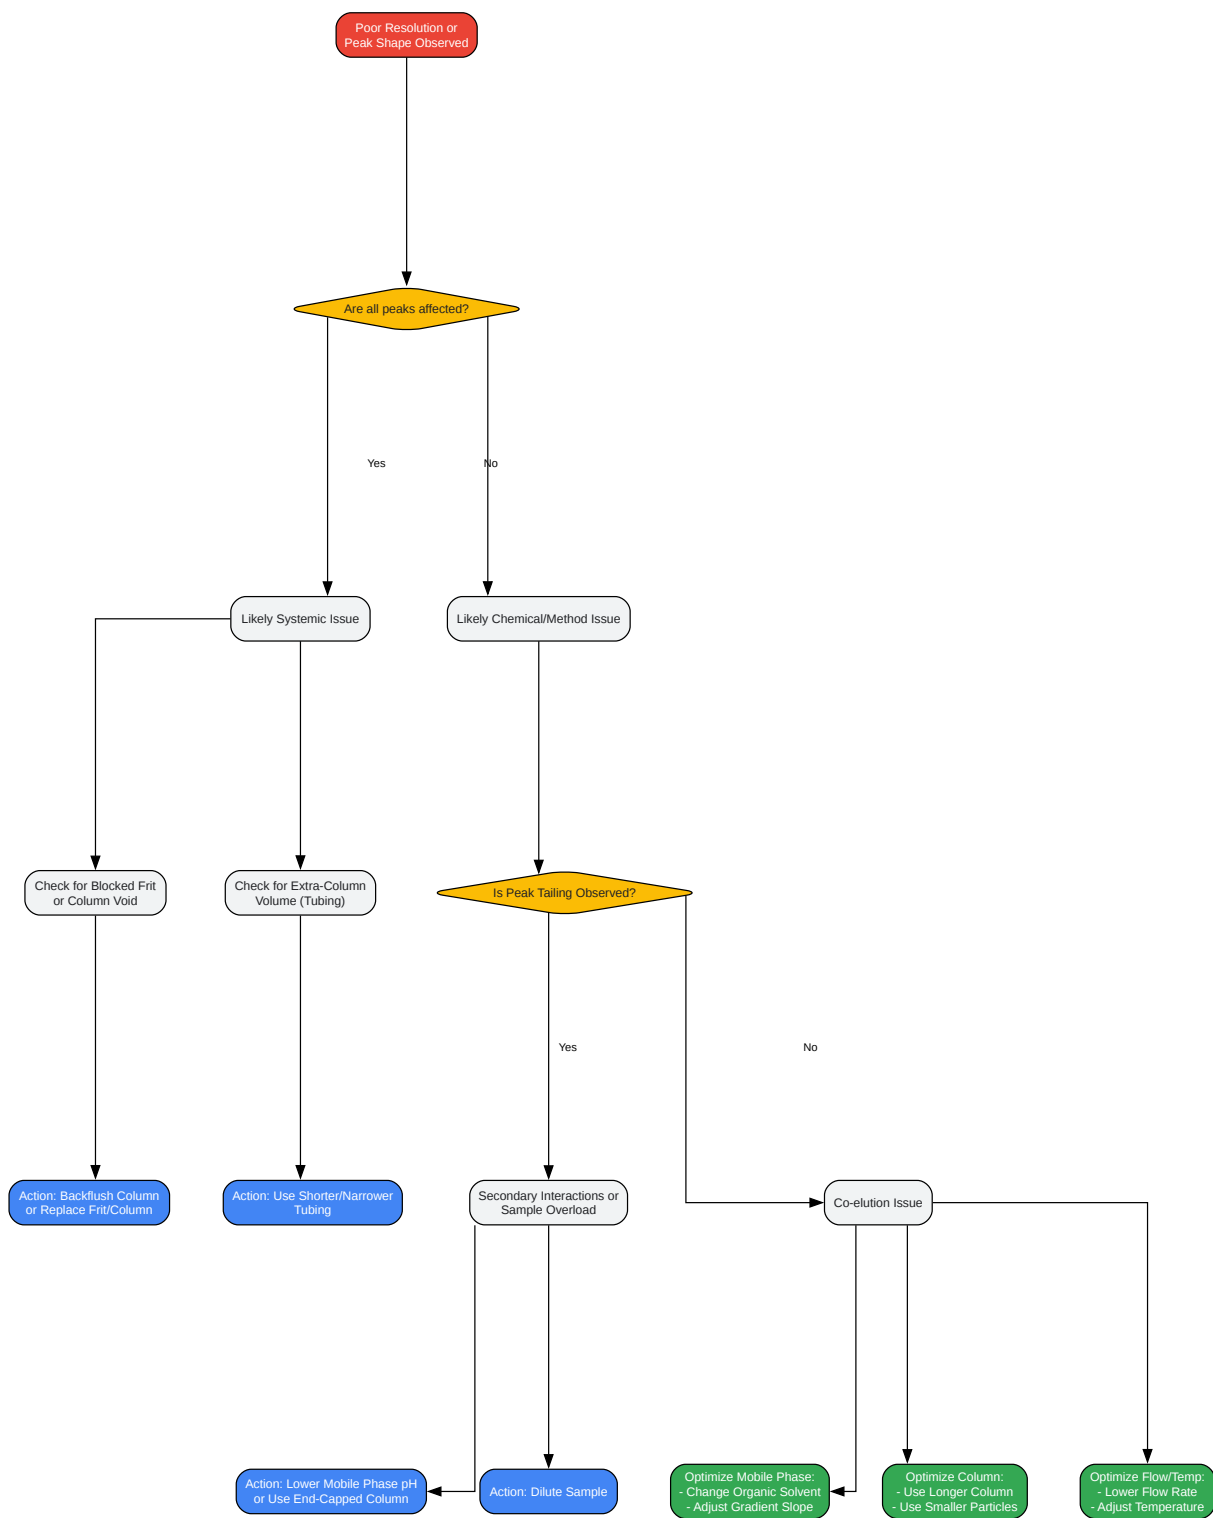 Poor Resolution or
Peak Shape Observed
Are all peaks affected?
Yes
No
Likely Systemic Issue
Likely Chemical/Method Issue
Check for Blocked Frit
or Column Void
Check for Extra-Column
Volume (Tubing)
Is Peak Tailing Observed?
Yes
No
Action: Backflush Column
or Replace Frit/Column
Action: Use Shorter/Narrower
Tubing
Secondary Interactions or
Sample Overload
Co-elution Issue
Action: Lower Mobile Phase pH
or Use End-Capped Column
Action: Dilute Sample
Optimize Mobile Phase:
- Change Organic Solvent
- Adjust Gradient Slope
Optimize Column:
- Use Longer Column
- Use Smaller Particles
Optimize Flow/Temp:
- Lower Flow Rate
- Adjust Temperature